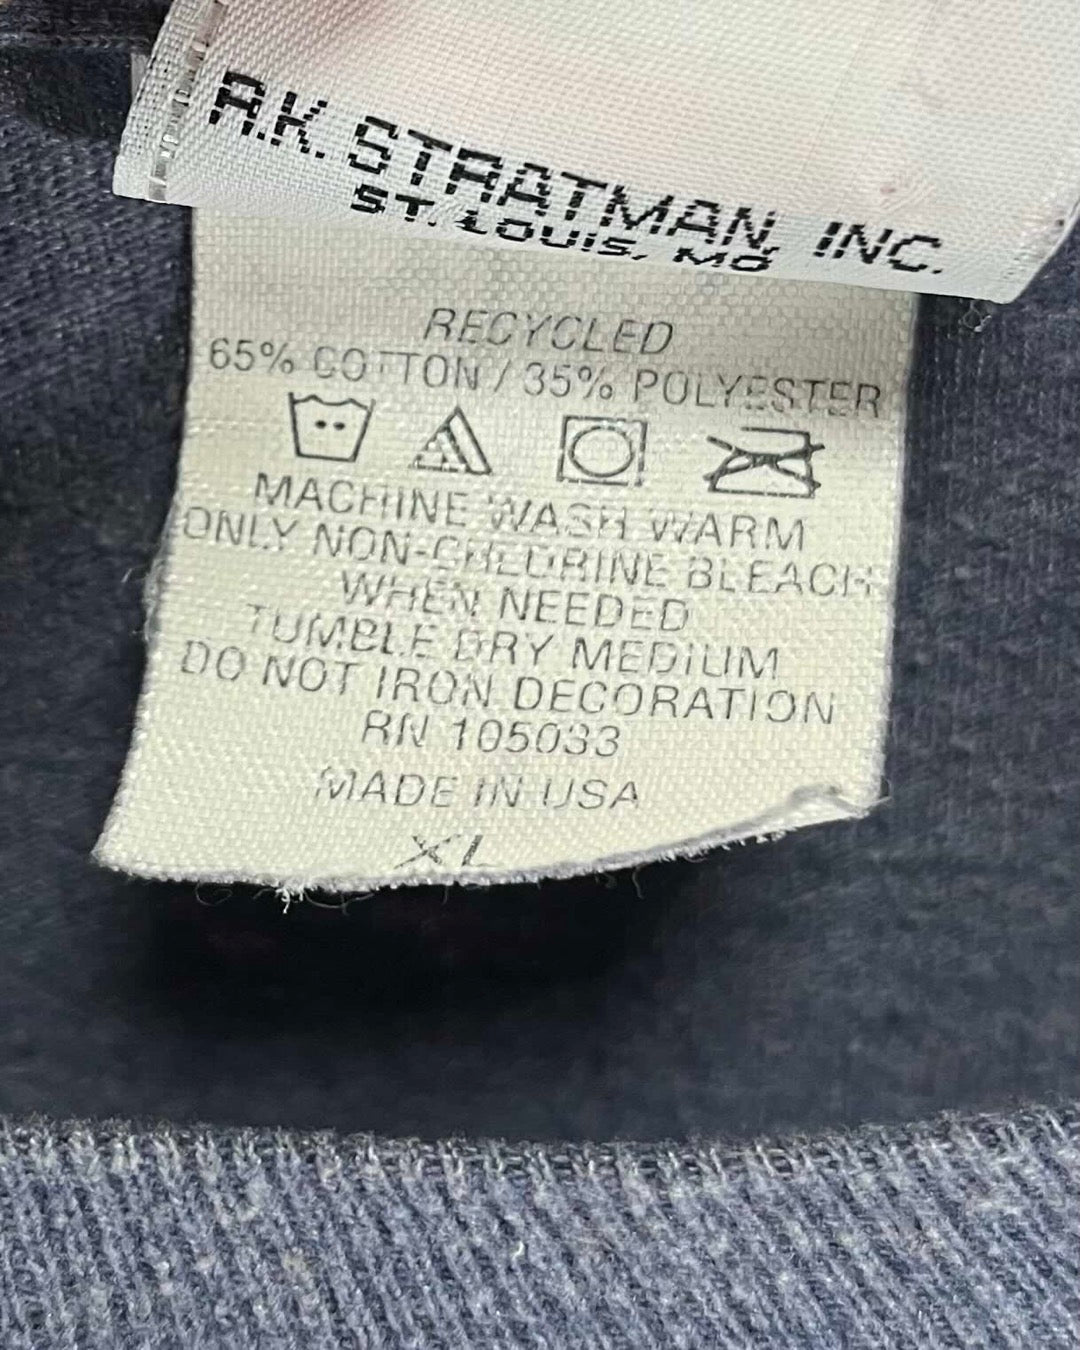 R.K. STRATMAN, INC.
ST. LOUIS, MO
RECYCLED
65% COTTON / 35% POLYESTER
MACHINE WASH WARM
ONLY NON-CHLORINE BLEACH
WHEN NEEDED
TUMBLE DRY MEDIUM
DO NOT IRON DECORATION
RN 105033
MADE IN USA
XL